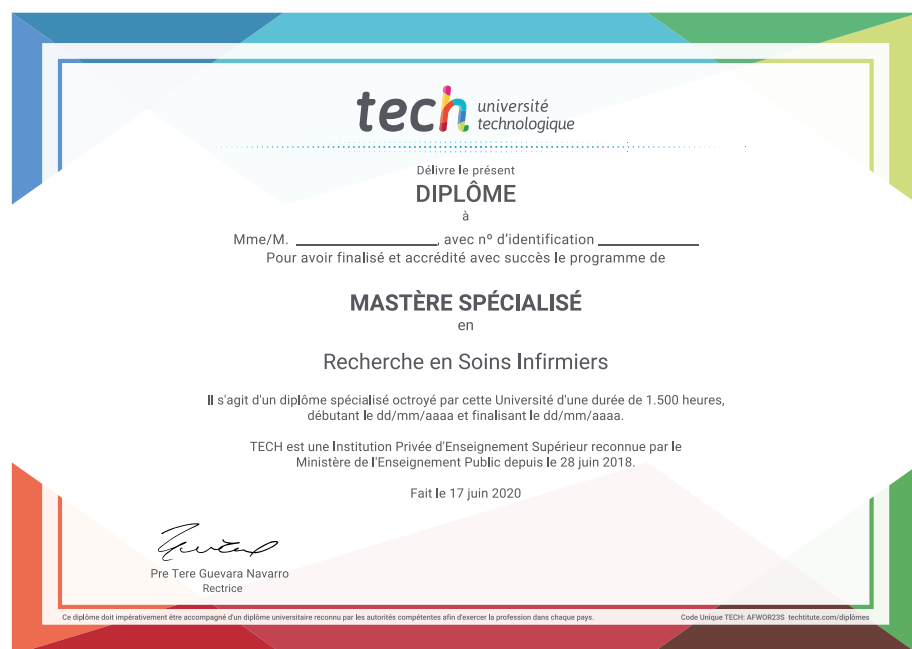 tech université
technologique
Délivre le présent
DIPLÔME
à
Mme/M. ____________________, avec nº d'identification ______________
Pour avoir finalisé et accrédité avec succès le programme de
MASTÈRE SPÉCIALISÉ
en
Recherche en Soins Infirmiers
Il s'agit d'un diplôme spécialisé octroyé par cette Université d'une durée de 1.500 heures,
débutant le dd/mm/aaaa et finalisant le dd/mm/aaaa.
TECH est une Institution Privée d'Enseignement Supérieur reconnue par le
Ministère de l'Enseignement Public depuis le 28 juin 2018.
Fait le 17 juin 2020
Pre Tere Guevara Navarro
Rectrice
Ce diplôme doit impérativement être accompagné d'un diplôme universitaire reconnu par les autorités compétentes afin d'exercer la profession dans chaque pays. Code Unique TECH: AFWOR23S techtitute.com/diplômes